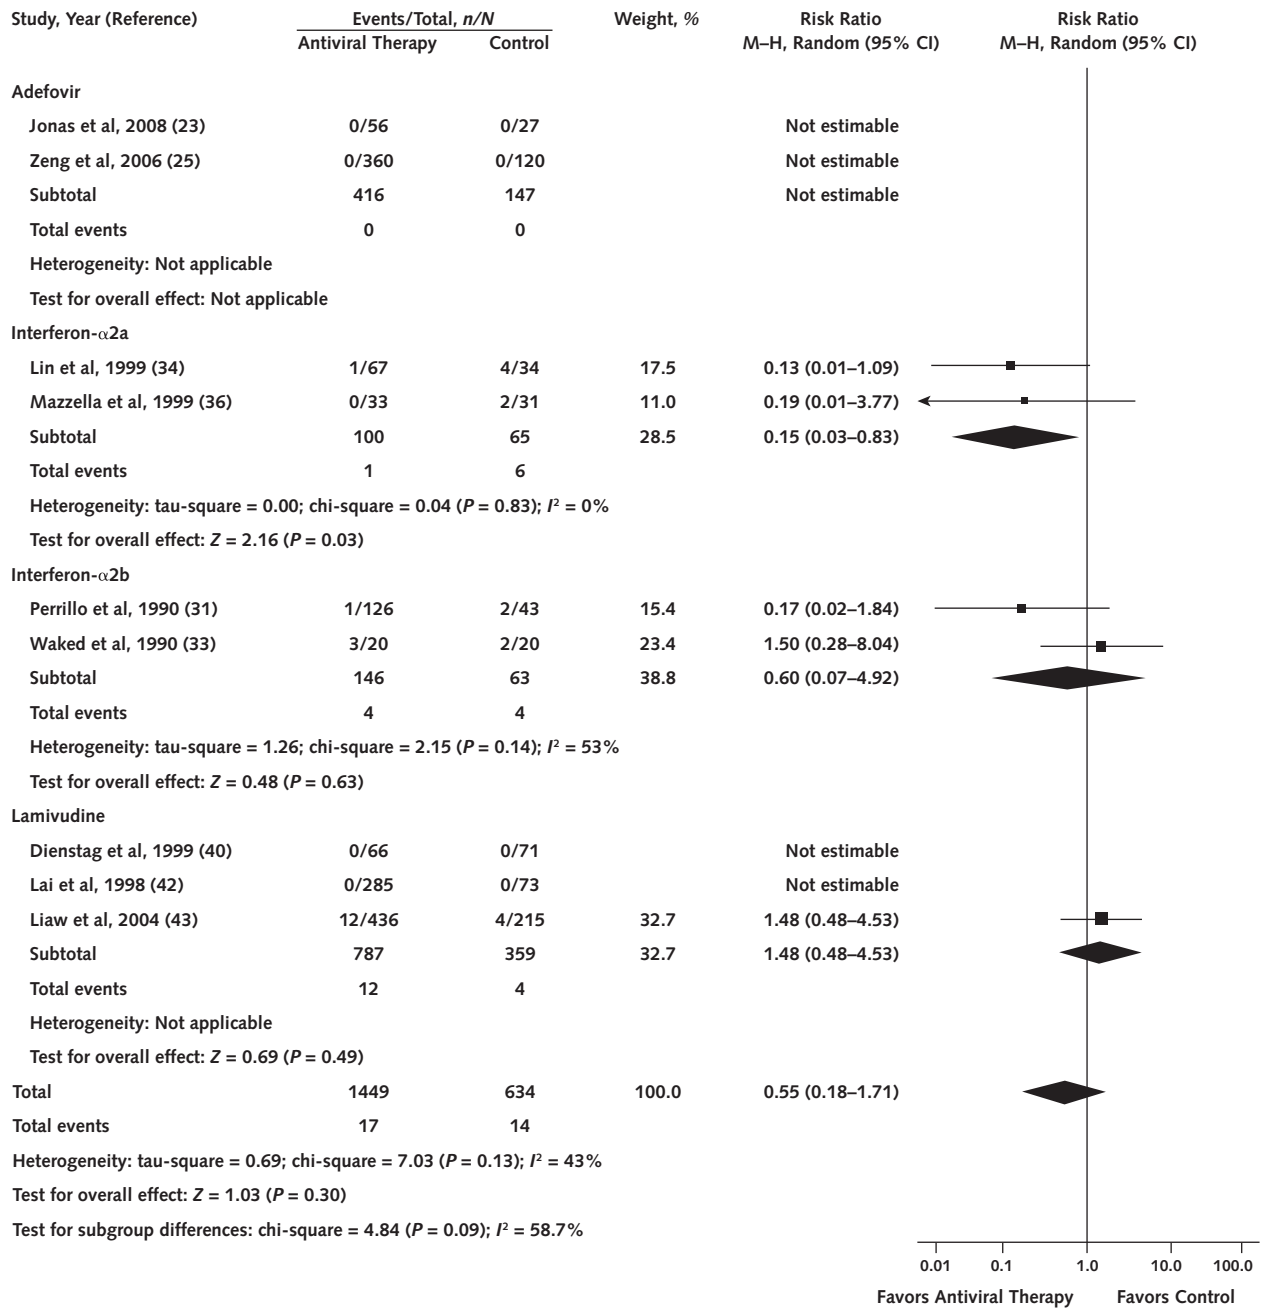 Study, Year (Reference) Events/Total, n/N Weight, % Risk Ratio Risk Ratio
Antiviral Therapy Control M–H, Random (95% CI) M–H, Random (95% CI)
Adefovir
Jonas et al, 2008 (23) 0/56 0/27 Not estimable
Zeng et al, 2006 (25) 0/360 0/120 Not estimable
Subtotal 416 147 Not estimable
Total events 0 0
Heterogeneity: Not applicable
Test for overall effect: Not applicable
Interferon-α2a
Lin et al, 1999 (34) 1/67 4/34 17.5 0.13 (0.01–1.09)
Mazzella et al, 1999 (36) 0/33 2/31 11.0 0.19 (0.01–3.77)
Subtotal 100 65 28.5 0.15 (0.03–0.83)
Total events 1 6
Heterogeneity: tau-square = 0.00; chi-square = 0.04 (P = 0.83); I² = 0%
Test for overall effect: Z = 2.16 (P = 0.03)
Interferon-α2b
Perrillo et al, 1990 (31) 1/126 2/43 15.4 0.17 (0.02–1.84)
Waked et al, 1990 (33) 3/20 2/20 23.4 1.50 (0.28–8.04)
Subtotal 146 63 38.8 0.60 (0.07–4.92)
Total events 4 4
Heterogeneity: tau-square = 1.26; chi-square = 2.15 (P = 0.14); I² = 53%
Test for overall effect: Z = 0.48 (P = 0.63)
Lamivudine
Dienstag et al, 1999 (40) 0/66 0/71 Not estimable
Lai et al, 1998 (42) 0/285 0/73 Not estimable
Liaw et al, 2004 (43) 12/436 4/215 32.7 1.48 (0.48–4.53)
Subtotal 787 359 32.7 1.48 (0.48–4.53)
Total events 12 4
Heterogeneity: Not applicable
Test for overall effect: Z = 0.69 (P = 0.49)
Total 1449 634 100.0 0.55 (0.18–1.71)
Total events 17 14
Heterogeneity: tau-square = 0.69; chi-square = 7.03 (P = 0.13); I² = 43%
Test for overall effect: Z = 1.03 (P = 0.30)
Test for subgroup differences: chi-square = 4.84 (P = 0.09); I² = 58.7%
0.01 0.1 1.0 10.0 100.0
Favors Antiviral Therapy Favors Control